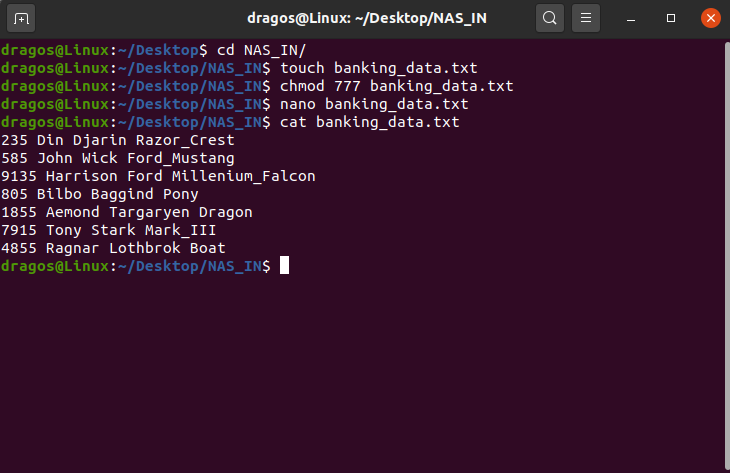 dragos@Linux: ~/Desktop/NAS_IN
dragos@Linux:~/Desktop$ cd NAS_IN/
dragos@Linux:~/Desktop/NAS_IN$ touch banking_data.txt
dragos@Linux:~/Desktop/NAS_IN$ chmod 777 banking_data.txt
dragos@Linux:~/Desktop/NAS_IN$ nano banking_data.txt
dragos@Linux:~/Desktop/NAS_IN$ cat banking_data.txt
235 Din Djarin Razor_Crest
585 John Wick Ford_Mustang
9135 Harrison Ford Millenium_Falcon
805 Bilbo Baggind Pony
1855 Aemond Targaryen Dragon
7915 Tony Stark Mark_III
4855 Ragnar Lothbrok Boat
dragos@Linux:~/Desktop/NAS_IN$